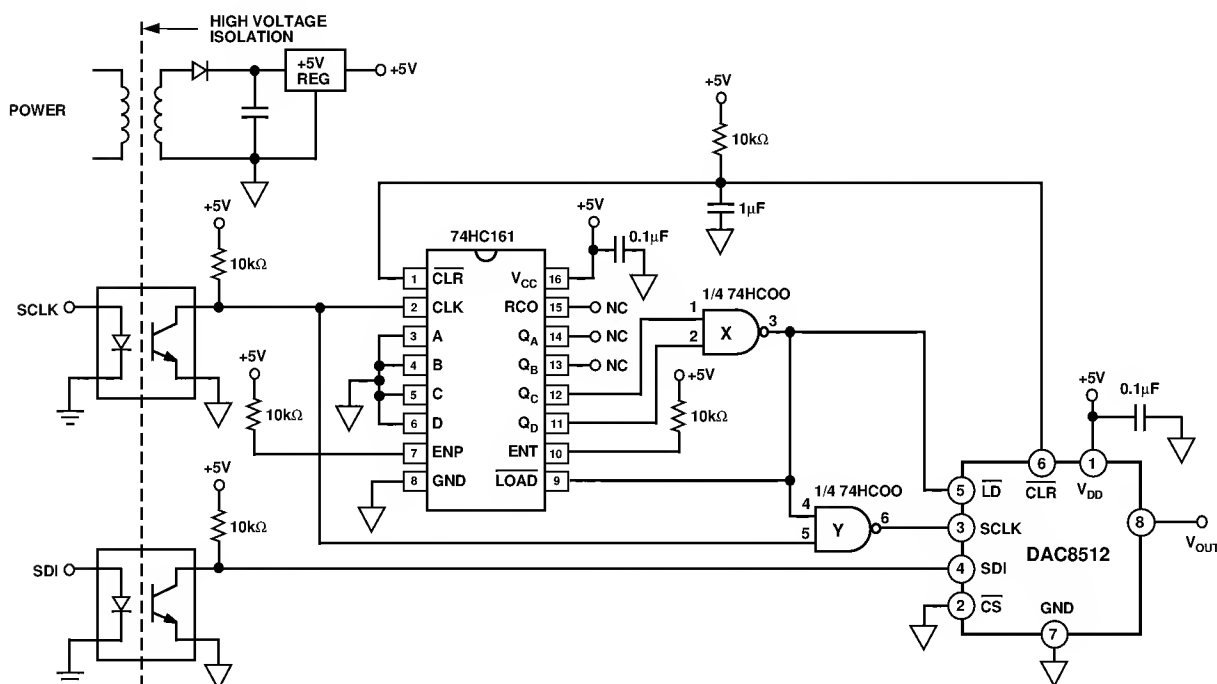 HIGH VOLTAGE
ISOLATION
+5V
REG
+5V
POWER
+5V
10kΩ
1µF
+5V
10kΩ
SCLK
+5V
10kΩ
74HC161
+5V
0.1µF
1 CLR
2 CLK
3 A
4 B
5 C
6 D
7 ENP
8 GND
VCC 16
RCO 15 NC
QA 14 NC
QB 13 NC
QC 12
QD 11
ENT 10
LOAD 9
1/4 74HCOO
1
2
X
3
+5V
10kΩ
1/4 74HCOO
4
5
Y
6
+5V
0.1µF
+5V
10kΩ
SDI
6
CLR
1
VDD
5 LD
3 SCLK
4 SDI
2 CS
GND
7
8
VOUT
DAC8512